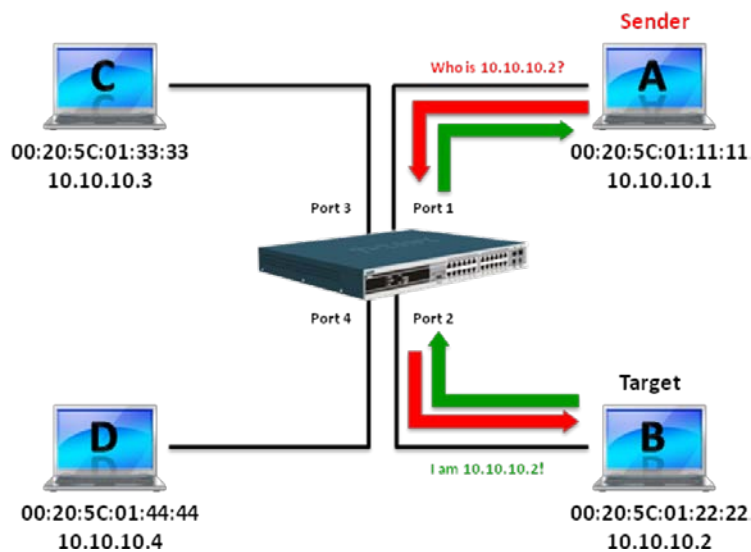 Sender
Who is 10.10.10.2?
C
A
00:20:5C:01:33:33
10.10.10.3
00:20:5C:01:11:11
10.10.10.1
Port 3
Port 1
Port 4
Port 2
Target
D
B
I am 10.10.10.2!
00:20:5C:01:44:44
10.10.10.4
00:20:5C:01:22:22
10.10.10.2